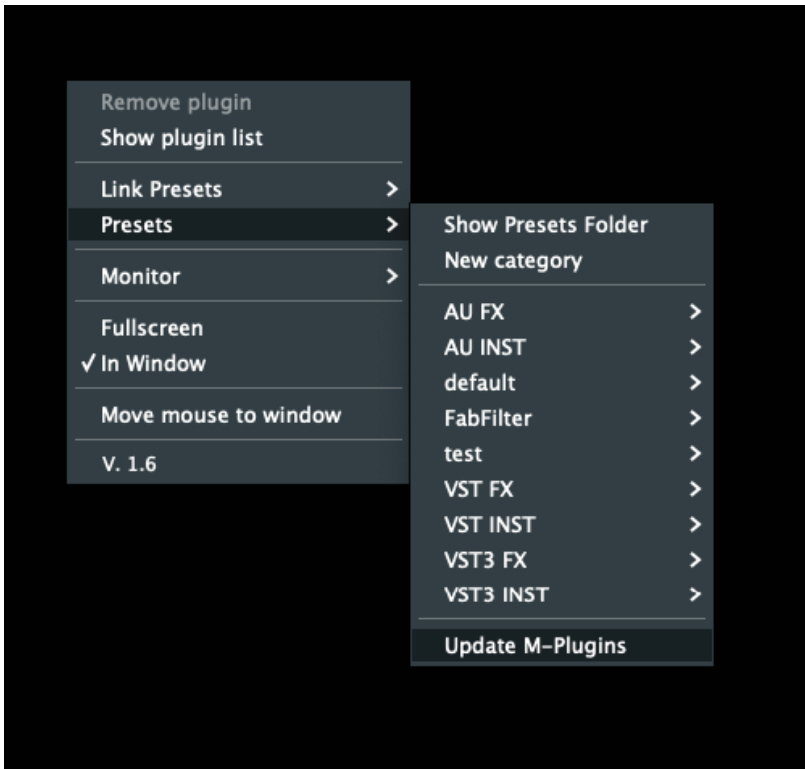 Remove plugin
Show plugin list
Link Presets >
Presets >
Monitor >
Fullscreen
✓ In Window
Move mouse to window
V. 1.6
Show Presets Folder
New category
AU FX >
AU INST >
default >
FabFilter >
test >
VST FX >
VST INST >
VST3 FX >
VST3 INST >
Update M-Plugins